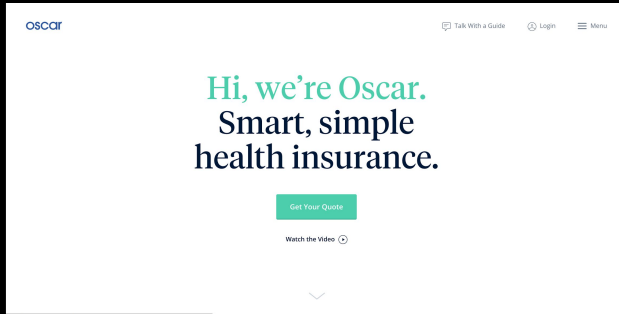 oscar
Talk With a Guide
Login
Menu
Hi, we're Oscar.
Smart, simple
health insurance.
Get Your Quote
Watch the Video